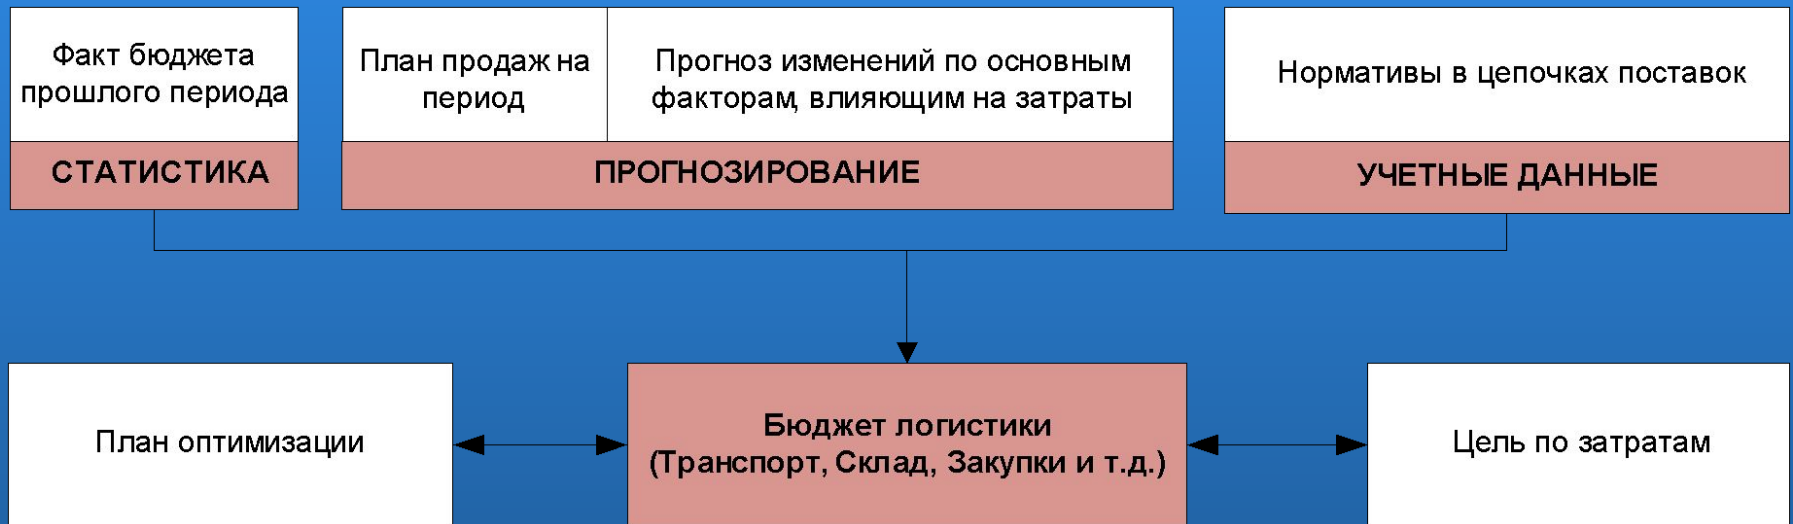 Факт бюджета
прошлого периода
СТАТИСТИКА
План продаж на
период
Прогноз изменений по основным
факторам, влияющим на затраты
ПРОГНОЗИРОВАНИЕ
Нормативы в цепочках поставок
УЧЕТНЫЕ ДАННЫЕ
План оптимизации
Бюджет логистики
(Транспорт, Склад, Закупки и т.д.)
Цель по затратам